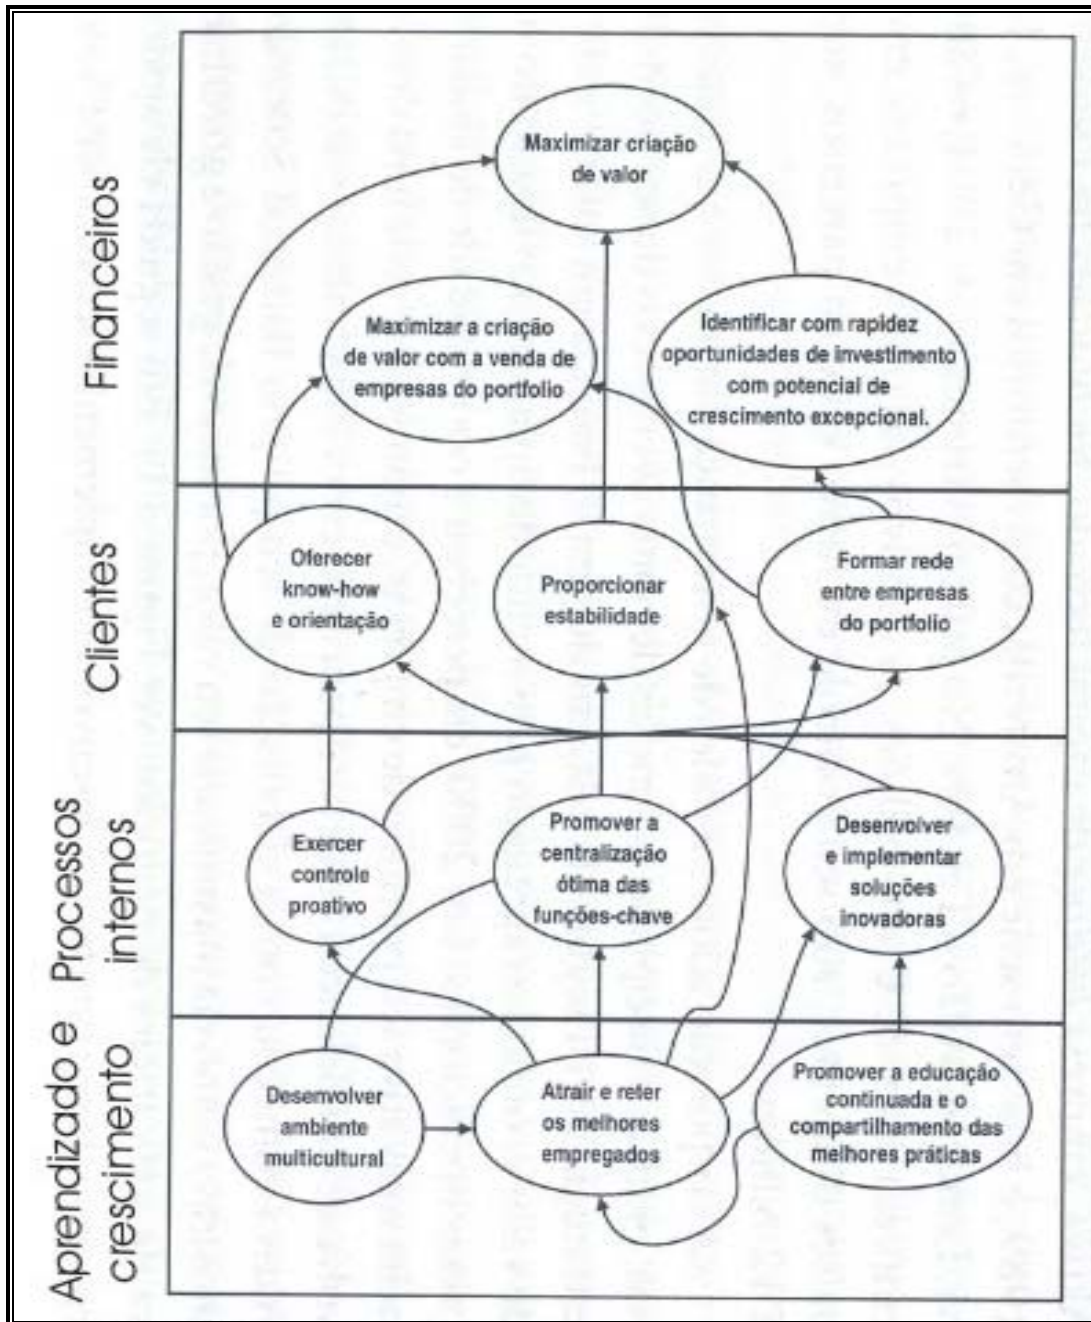 Financeiros
Maximizar criação
de valor
Maximizar a criação
de valor com a venda de
empresas do portfolio
Identificar com rapidez
oportunidades de investimento
com potencial de
crescimento excepcional.
Clientes
Oferecer
know-how
e orientação
Proporcionar
estabilidade
Formar rede
entre empresas
do portfolio
Processos
internos
Exercer
controle
proativo
Promover a
centralização
ótima das
funções-chave
Desenvolver
e implementar
soluções
inovadoras
Aprendizado e
crescimento
Desenvolver
ambiente
multicultural
Atrair e reter
os melhores
empregados
Promover a educação
continuada e o
compartilhamento das
melhores práticas